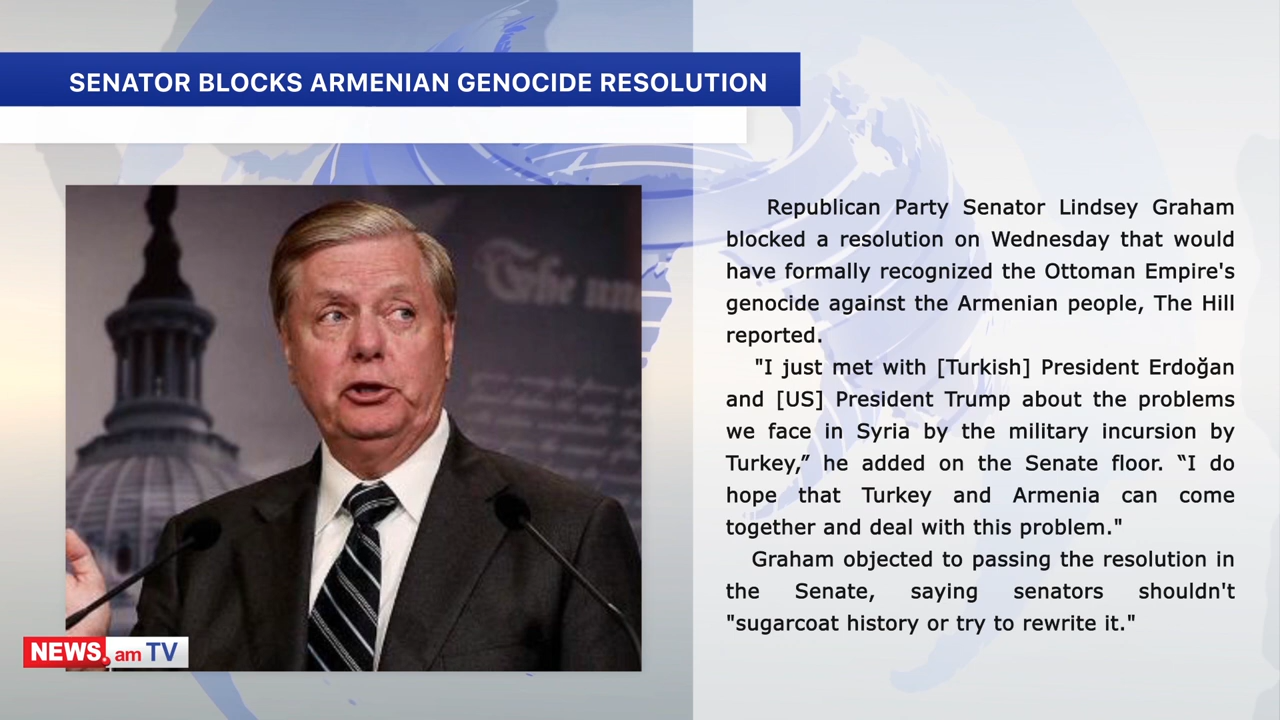 SENATOR BLOCKS ARMENIAN GENOCIDE RESOLUTION
The
Republican Party Senator Lindsey Graham
blocked a resolution on Wednesday that would
have formally recognized the Ottoman Empire's
genocide against the Armenian people, The Hill
reported.
"I just met with [Turkish] President Erdoğan
and [US] President Trump about the problems
we face in Syria by the military incursion by
Turkey,” he added on the Senate floor. “I do
hope that Turkey and Armenia can come
together and deal with this problem."
Graham objected to passing the resolution in
the Senate, saying senators shouldn't
"sugarcoat history or try to rewrite it."
NEWS.am TV